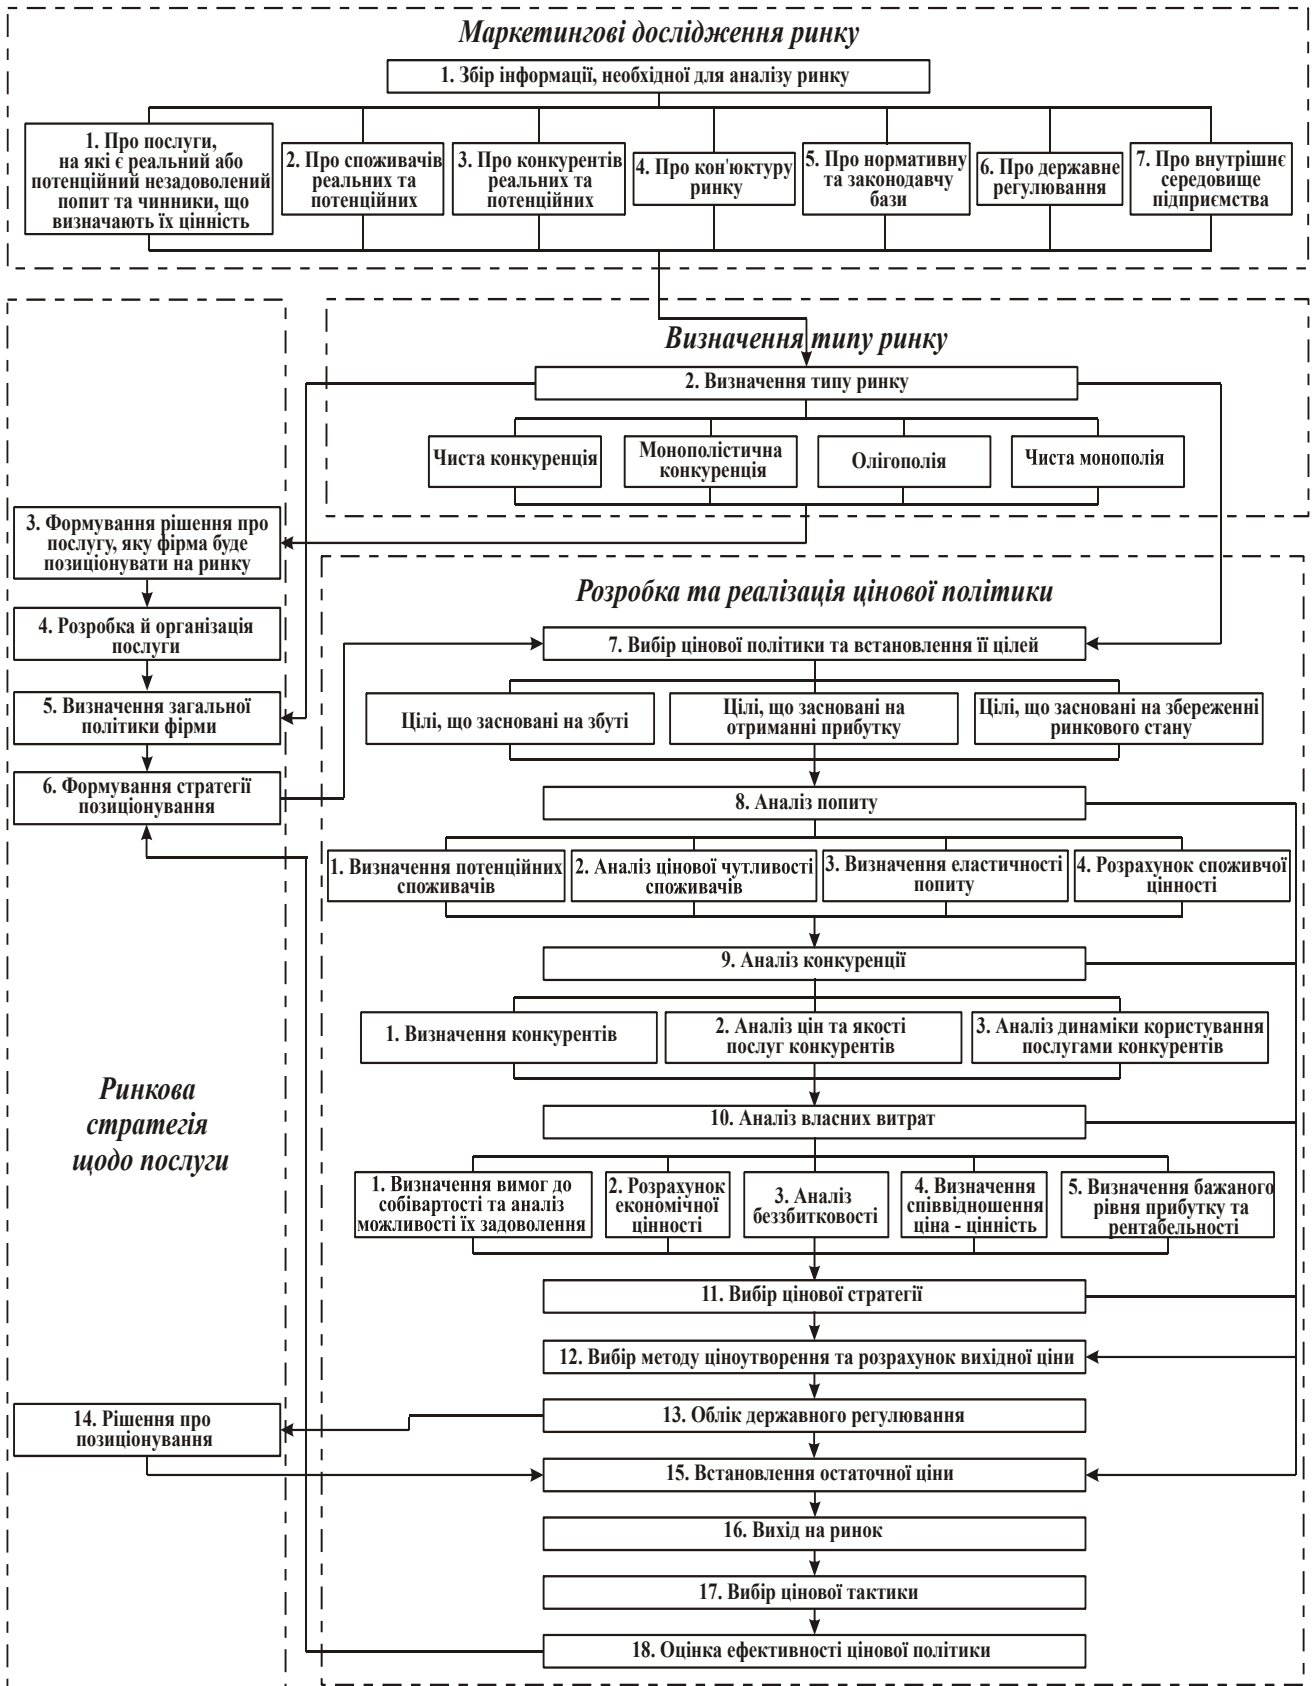 Маркетингові дослідження ринку
1. Збір інформації, необхідної для аналізу ринку
1. Про послуги,
на які є реальний або
потенційний незадоволений
попит та чинники, що
визначають їх цінність
2. Про споживачів
реальних та
потенційних
3. Про конкурентів
реальних та
потенційних
4. Про кон'юктуру
ринку
5. Про нормативну
та законодавчу
бази
6. Про державне
регулювання
7. Про внутрішнє
середовище
підприємства
Визначення типу ринку
2. Визначення типу ринку
Чиста конкуренція
Монополістична
конкуренція
Олігополія
Чиста монополія
3. Формування рішення про
послугу, яку фірма буде
позиціонувати на ринку
4. Розробка й організація
послуги
5. Визначення загальної
політики фірми
6. Формування стратегії
позиціонування
Ринкова
стратегія
щодо послуги
14. Рішення про
позиціонування
Розробка та реалізація цінової політики
7. Вибір цінової політики та встановлення її цілей
Цілі, що засновані на збуті
Цілі, що засновані на
отриманні прибутку
Цілі, що засновані на збереженні
ринкового стану
8. Аналіз попиту
1. Визначення потенційних
споживачів
2. Аналіз цінової чутливості
споживачів
3. Визначення еластичності
попиту
4. Розрахунок споживчої
цінності
9. Аналіз конкуренції
1. Визначення конкурентів
2. Аналіз цін та якості
послуг конкурентів
3. Аналіз динаміки користування
послугами конкурентів
10. Аналіз власних витрат
1. Визначення вимог до
собівартості та аналіз
можливості їх задоволення
2. Розрахунок
економічної
цінності
3. Аналіз
беззбитковості
4. Визначення
співвідношення
ціна - цінність
5. Визначення бажаного
рівня прибутку та
рентабельності
11. Вибір цінової стратегії
12. Вибір методу ціноутворення та розрахунок вихідної ціни
13. Облік державного регулювання
15. Встановлення остаточної ціни
16. Вихід на ринок
17. Вибір цінової тактики
18. Оцінка ефективності цінової політики